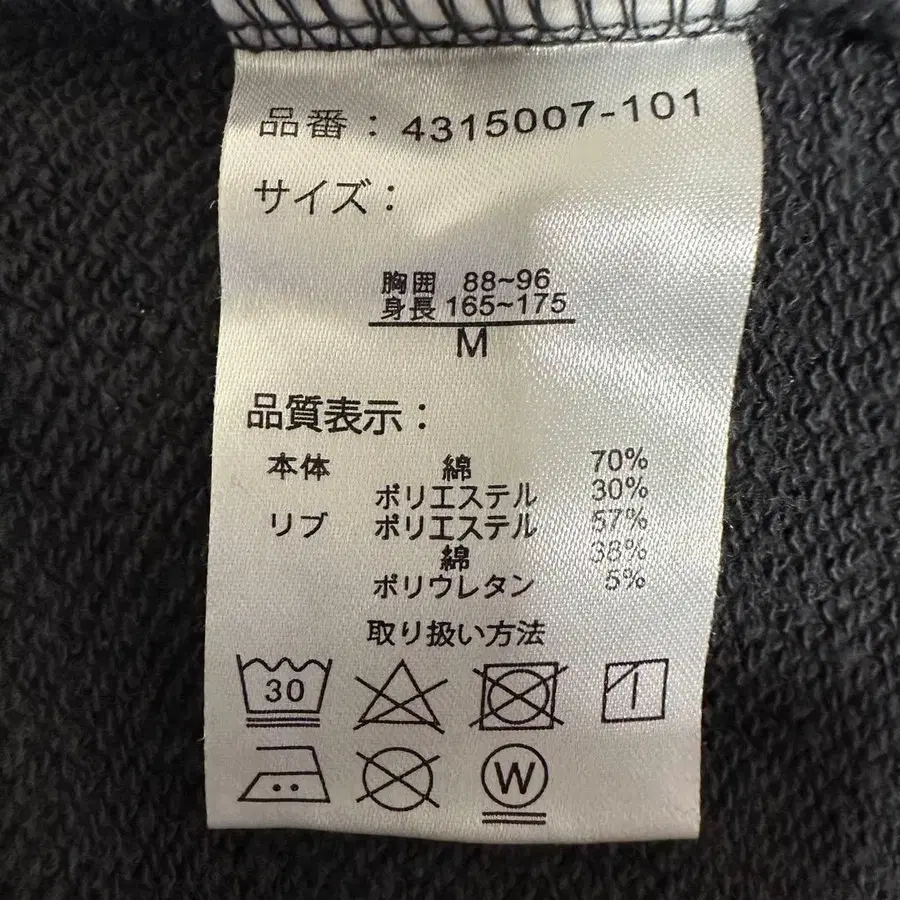 品番：4315007-101
サイズ：
胸囲 88~96
身長 165~175
M
品質表示：
本体 綿 70%
ポリエステル 30%
リブ ポリエステル 57%
綿 38%
ポリウレタン 5%
取り扱い方法
30
W